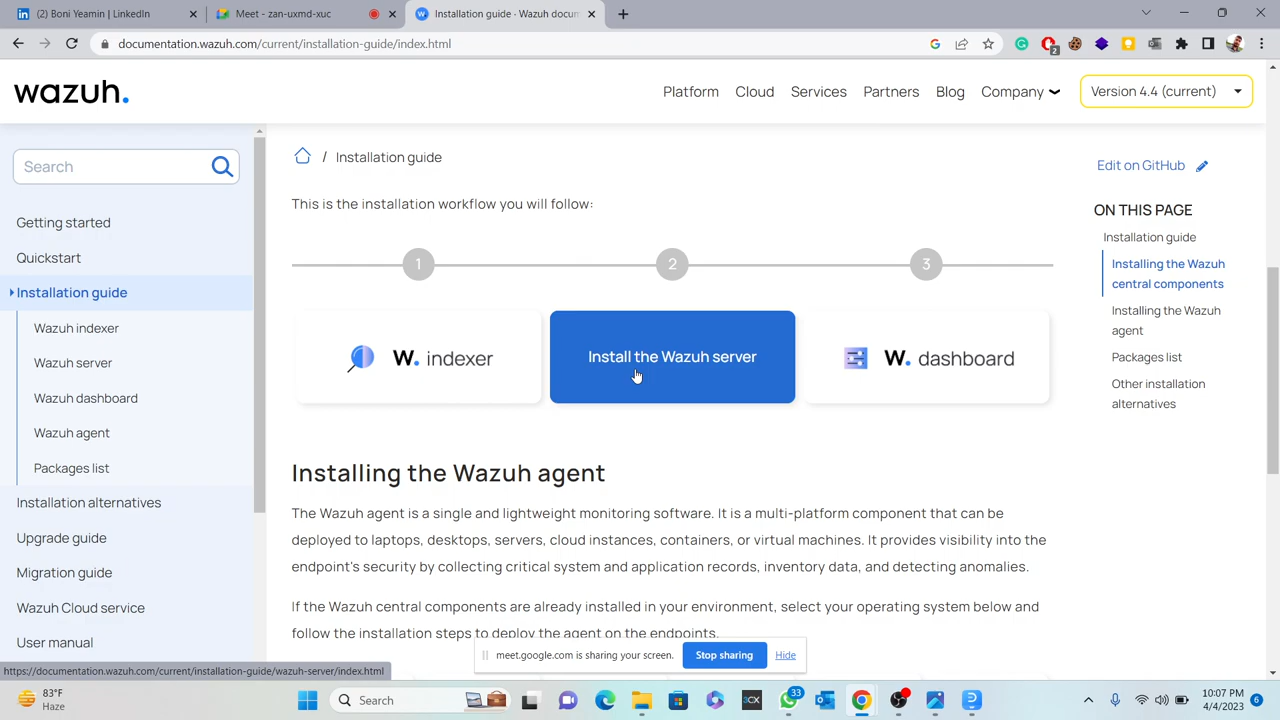 Boni Yeamin | LinkedIn
Meet - zan-uxmd-xuc
Installation guide · Wazuh docum
documentation.wazuh.com/current/installation-guide/index.html
2
wazuh.
Platform
Cloud
Services
Partners
Blog
Company
Version 4.4 (current)
Search
Getting started
Quickstart
Installation guide
Wazuh indexer
Wazuh server
Wazuh dashboard
Wazuh agent
Packages list
Installation alternatives
Upgrade guide
Migration guide
Wazuh Cloud service
User manual
/ Installation guide
This is the installation workflow you will follow:
1
2
3
W. indexer
Install the Wazuh server
W. dashboard
Installing the Wazuh agent
The Wazuh agent is a single and lightweight monitoring software. It is a multi-platform component that can be
deployed to laptops, desktops, servers, cloud instances, containers, or virtual machines. It provides visibility into the
endpoint's security by collecting critical system and application records, inventory data, and detecting anomalies.
If the Wazuh central components are already installed in your environment, select your operating system below and
follow the installation steps to deploy the agent on the endpoints.
Edit on GitHub
ON THIS PAGE
Installation guide
Installing the Wazuh
central components
Installing the Wazuh
agent
Packages list
Other installation
alternatives
meet.google.com is sharing your screen.
Stop sharing
Hide
https://documentation.wazuh.com/current/installation-guide/wazuh-server/index.html
83°F
Haze
Search
3CX
33
10:07 PM
4/4/2023
6